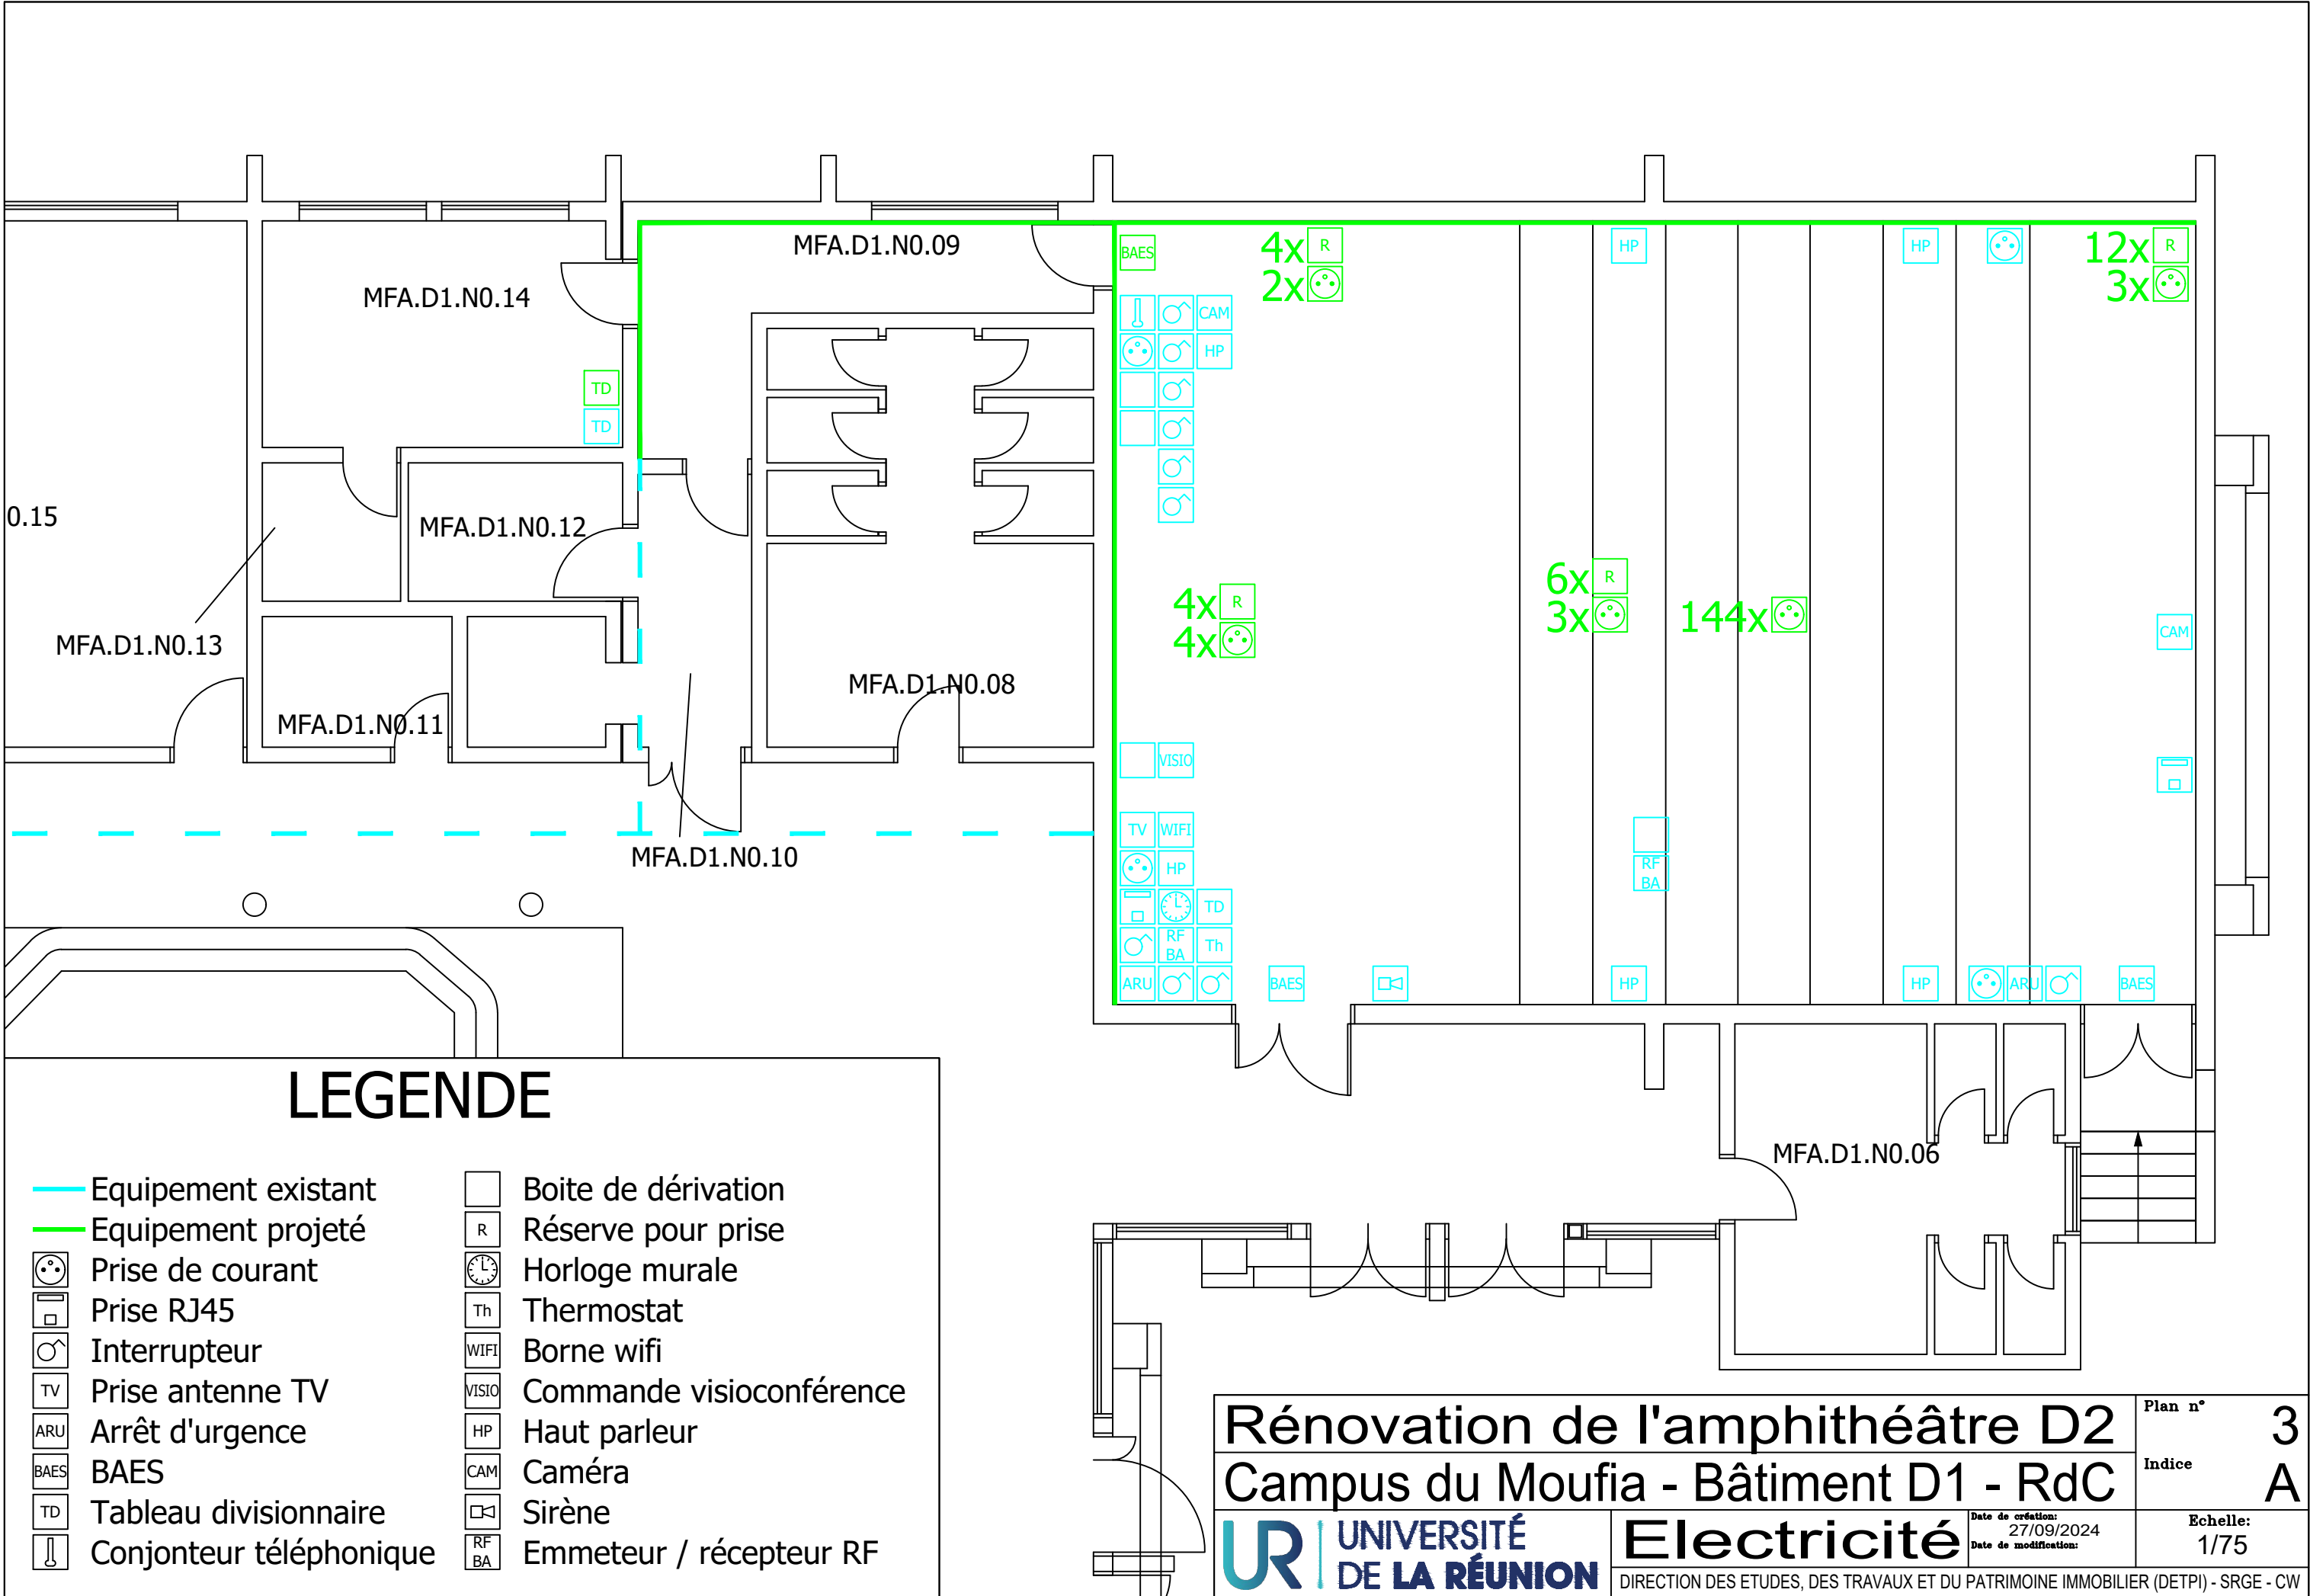 MFA.D1.N0.09
MFA.D1.N0.14
BAES
4x R
2x
HP
HP
12x R
3x
CAM
HP
TD
TD
0.15
MFA.D1.N0.12
MFA.D1.N0.13
4x R
4x
6x R
3x
144x
CAM
MFA.D1.N0.08
MFA.D1.N0.11
VISIO
TV WIFI
HP
TD
RF
BA
Th
ARU
BAES
RF
BA
HP
HP
ARU
BAES
MFA.D1.N0.10
MFA.D1.N0.06
LEGENDE
Equipement existant
Equipement projeté
Prise de courant
Prise RJ45
Interrupteur
TV Prise antenne TV
ARU Arrêt d'urgence
BAES BAES
TD Tableau divisionnaire
Conjonteur téléphonique
Boite de dérivation
R Réserve pour prise
Horloge murale
Th Thermostat
WIFI Borne wifi
VISIO Commande visioconférence
HP Haut parleur
CAM Caméra
Sirène
RF
BA Emmeteur / récepteur RF
Rénovation de l'amphithéâtre D2
Campus du Moufia - Bâtiment D1 - RdC
Plan n° 3
Indice A
UR UNIVERSITÉ
DE LA RÉUNION
Electricité
Date de création:
27/09/2024
Date de modification:
Echelle:
1/75
DIRECTION DES ETUDES, DES TRAVAUX ET DU PATRIMOINE IMMOBILIER (DETPI) - SRGE - CW